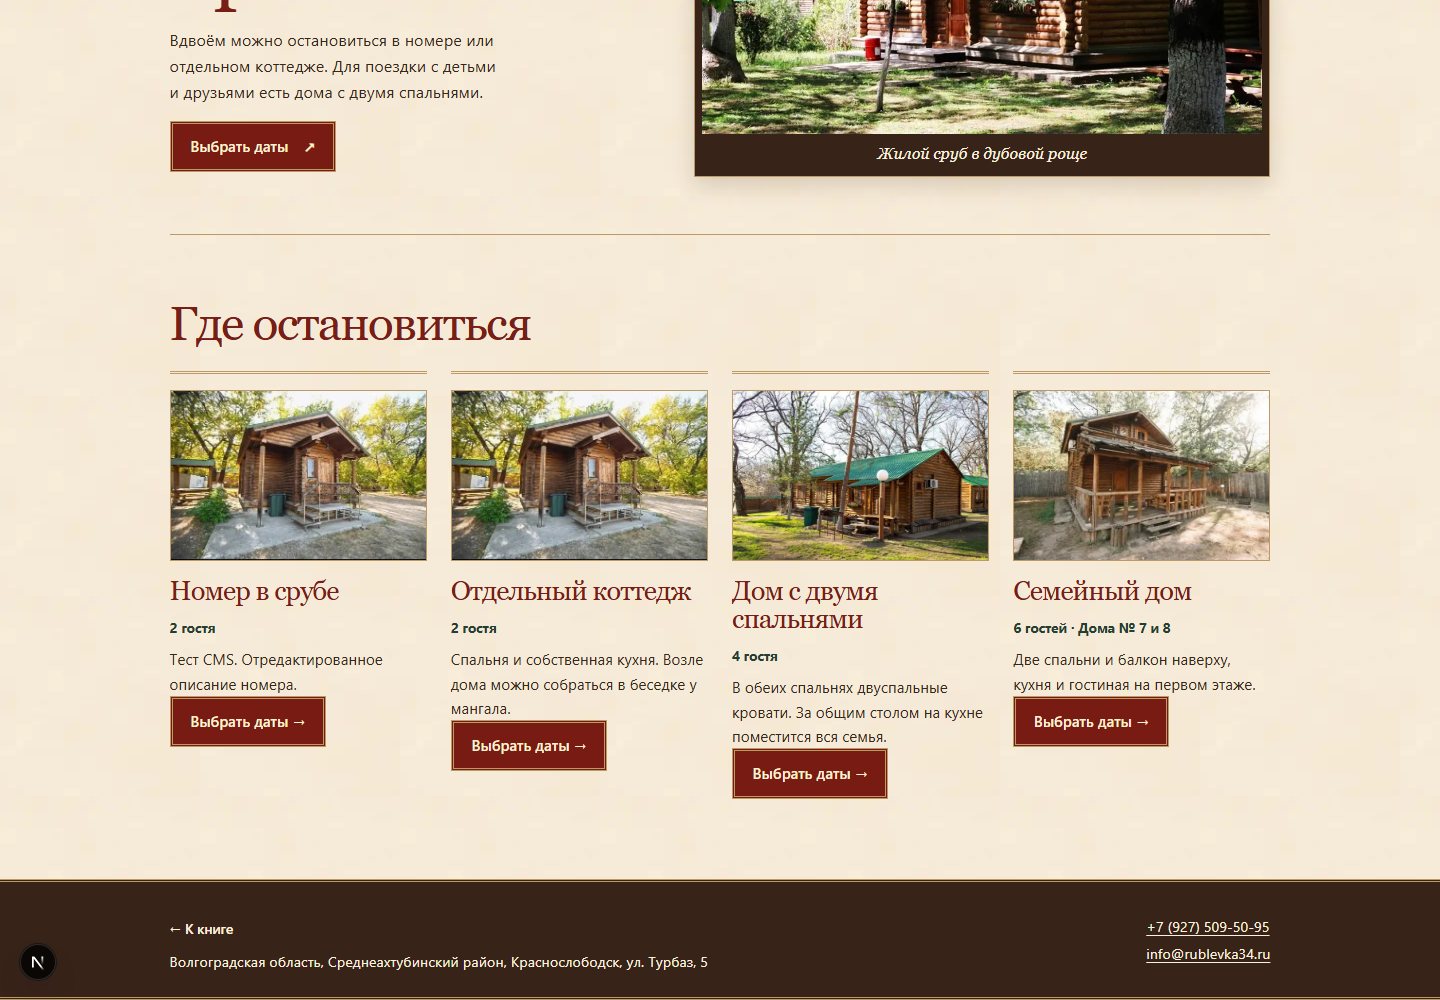 Вдвоём можно остановиться в номере или
отдельном коттедже. Для поездки с детьми
и друзьями есть дома с двумя спальнями.
Выбрать даты ↗
Жилой сруб в дубовой роще
Где остановиться
Номер в срубе
2 гостя
Тест CMS. Отредактированное
описание номера.
Выбрать даты →
Отдельный коттедж
2 гостя
Спальня и собственная кухня. Возле
дома можно собраться в беседке у
мангала.
Выбрать даты →
Дом с двумя
спальнями
4 гостя
В обеих спальнях двуспальные
кровати. За общим столом на кухне
поместится вся семья.
Выбрать даты →
Семейный дом
6 гостей · Дома № 7 и 8
Две спальни и балкон наверху,
кухня и гостиная на первом этаже.
Выбрать даты →
← К книге
Волгоградская область, Среднеахтубинский район, Краснослободск, ул. Турбаз, 5
+7 (927) 509-50-95
info@rublevka34.ru
N